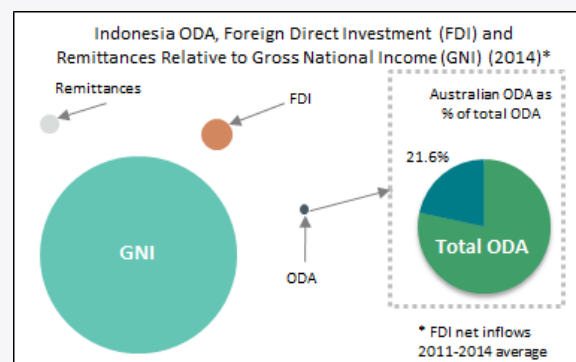 Indonesia ODA, Foreign Direct Investment (FDI) and
Remittances Relative to Gross National Income (GNI) (2014)*
Remittances
FDI
Australian ODA as
% of total ODA
21.6%
GNI
Total ODA
ODA
* FDI net inflows
2011-2014 average